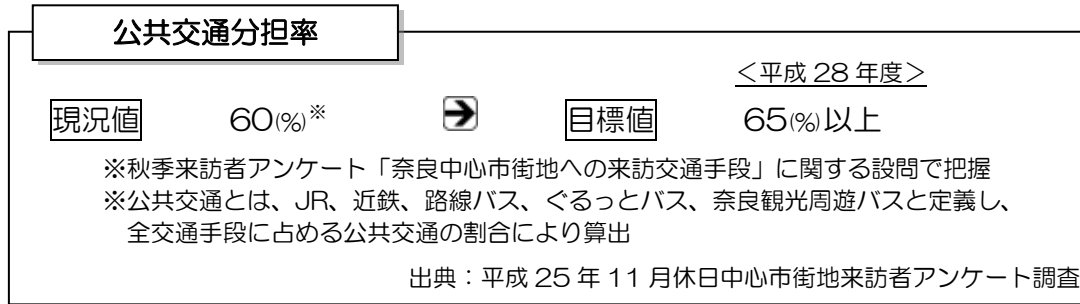 公共交通分担率
＜平成 28 年度＞
現況値 60(%)※ → 目標値 65(%)以上
※秋季来訪者アンケート「奈良中心市街地への来訪交通手段」に関する設問で把握
※公共交通とは、JR、近鉄、路線バス、ぐるっとバス、奈良観光周遊バスと定義し、
全交通手段に占める公共交通の割合により算出
出典：平成 25 年 11 月休日中心市街地来訪者アンケート調査